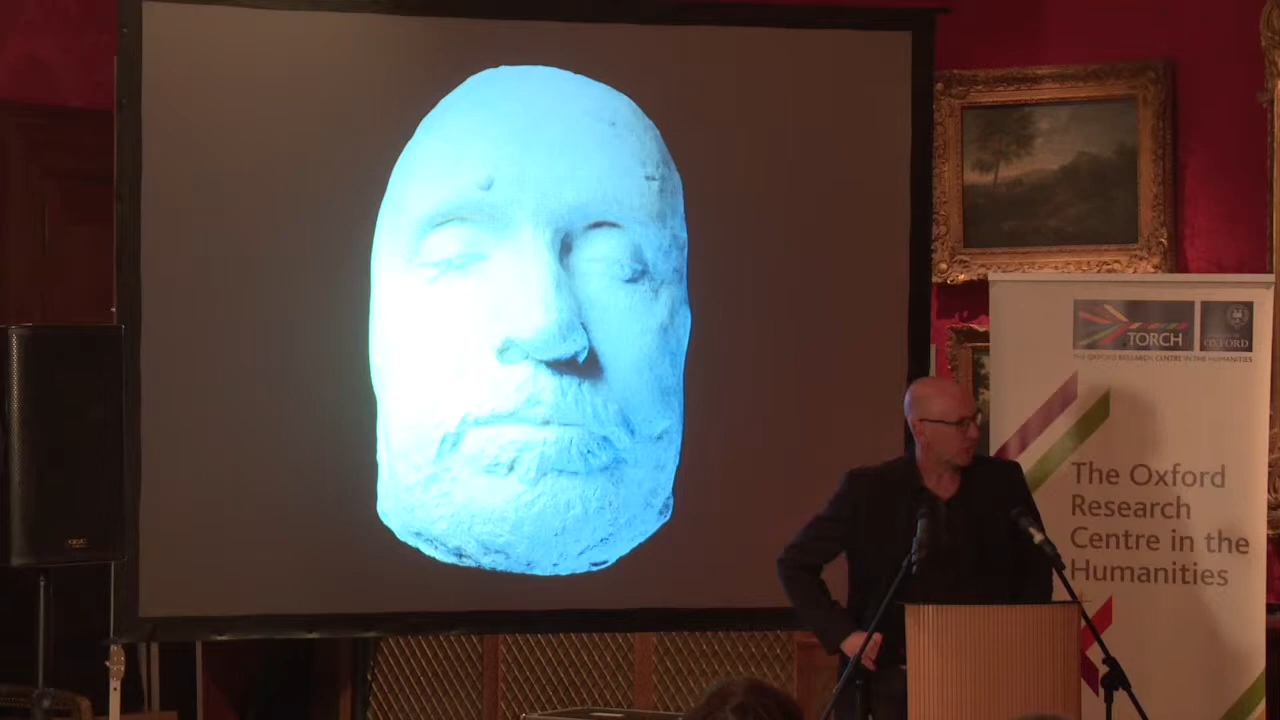 TORCH
OXFORD
THE OXFORD RESEARCH CENTRE IN THE HUMANITIES
The Oxford
Research
Centre in the
Humanities